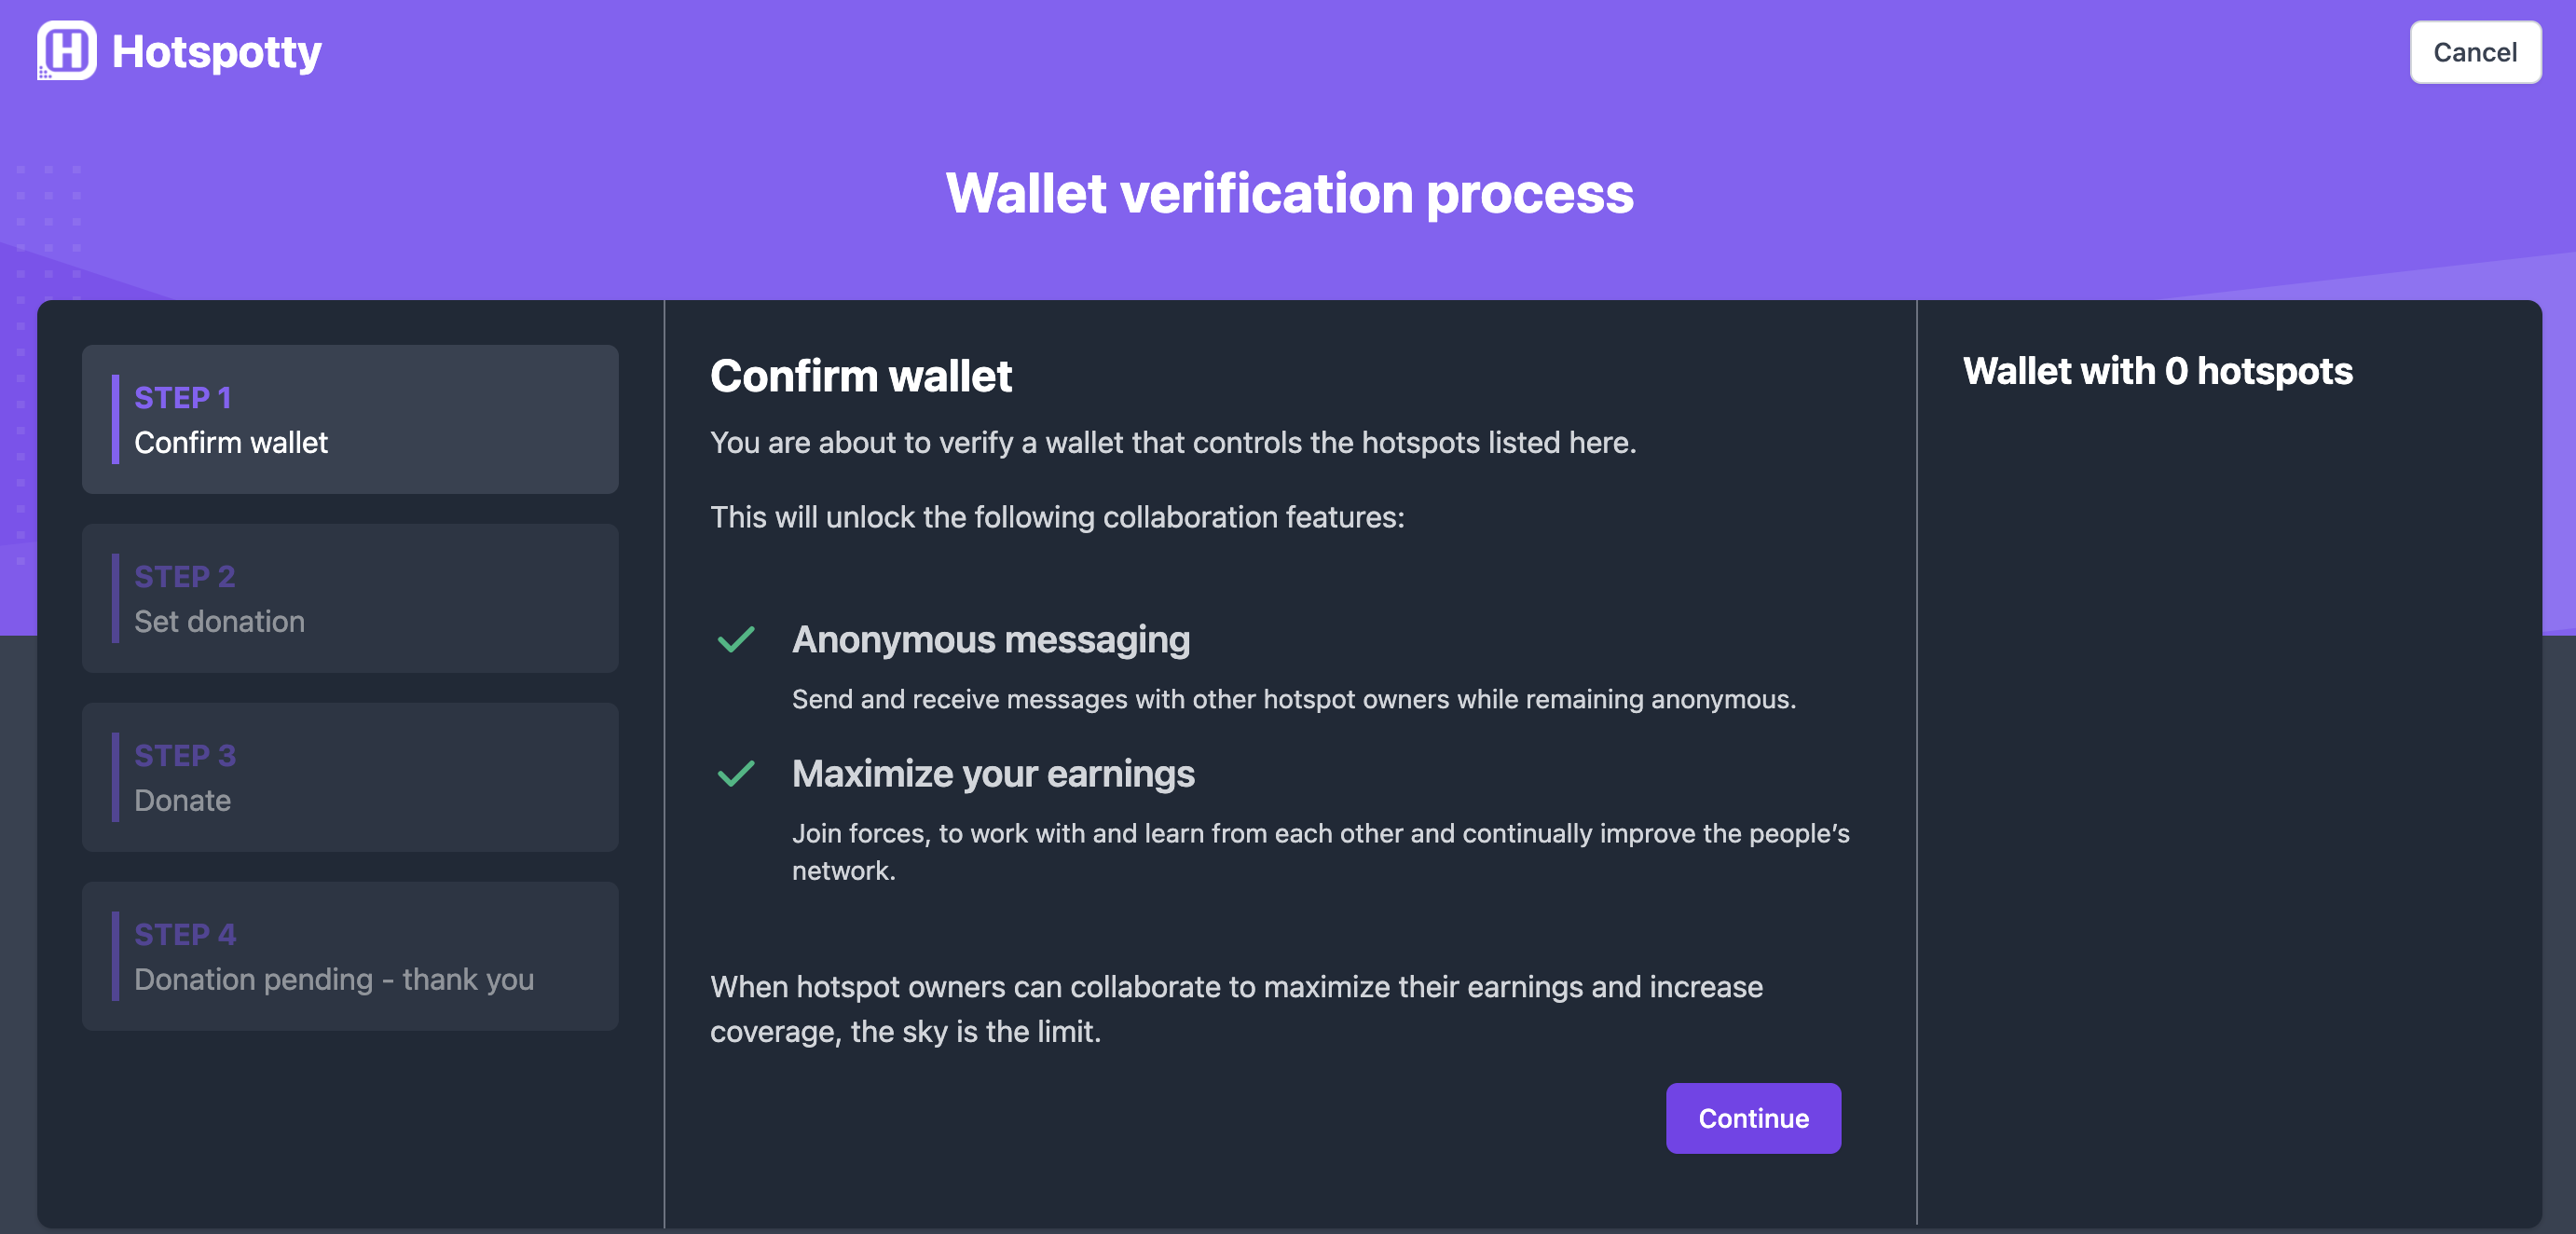 Hotspotty
Cancel
Wallet verification process
STEP 1
Confirm wallet
STEP 2
Set donation
STEP 3
Donate
STEP 4
Donation pending - thank you
Confirm wallet
You are about to verify a wallet that controls the hotspots listed here.
This will unlock the following collaboration features:
Anonymous messaging
Send and receive messages with other hotspot owners while remaining anonymous.
Maximize your earnings
Join forces, to work with and learn from each other and continually improve the people’s
network.
When hotspot owners can collaborate to maximize their earnings and increase
coverage, the sky is the limit.
Continue
Wallet with 0 hotspots